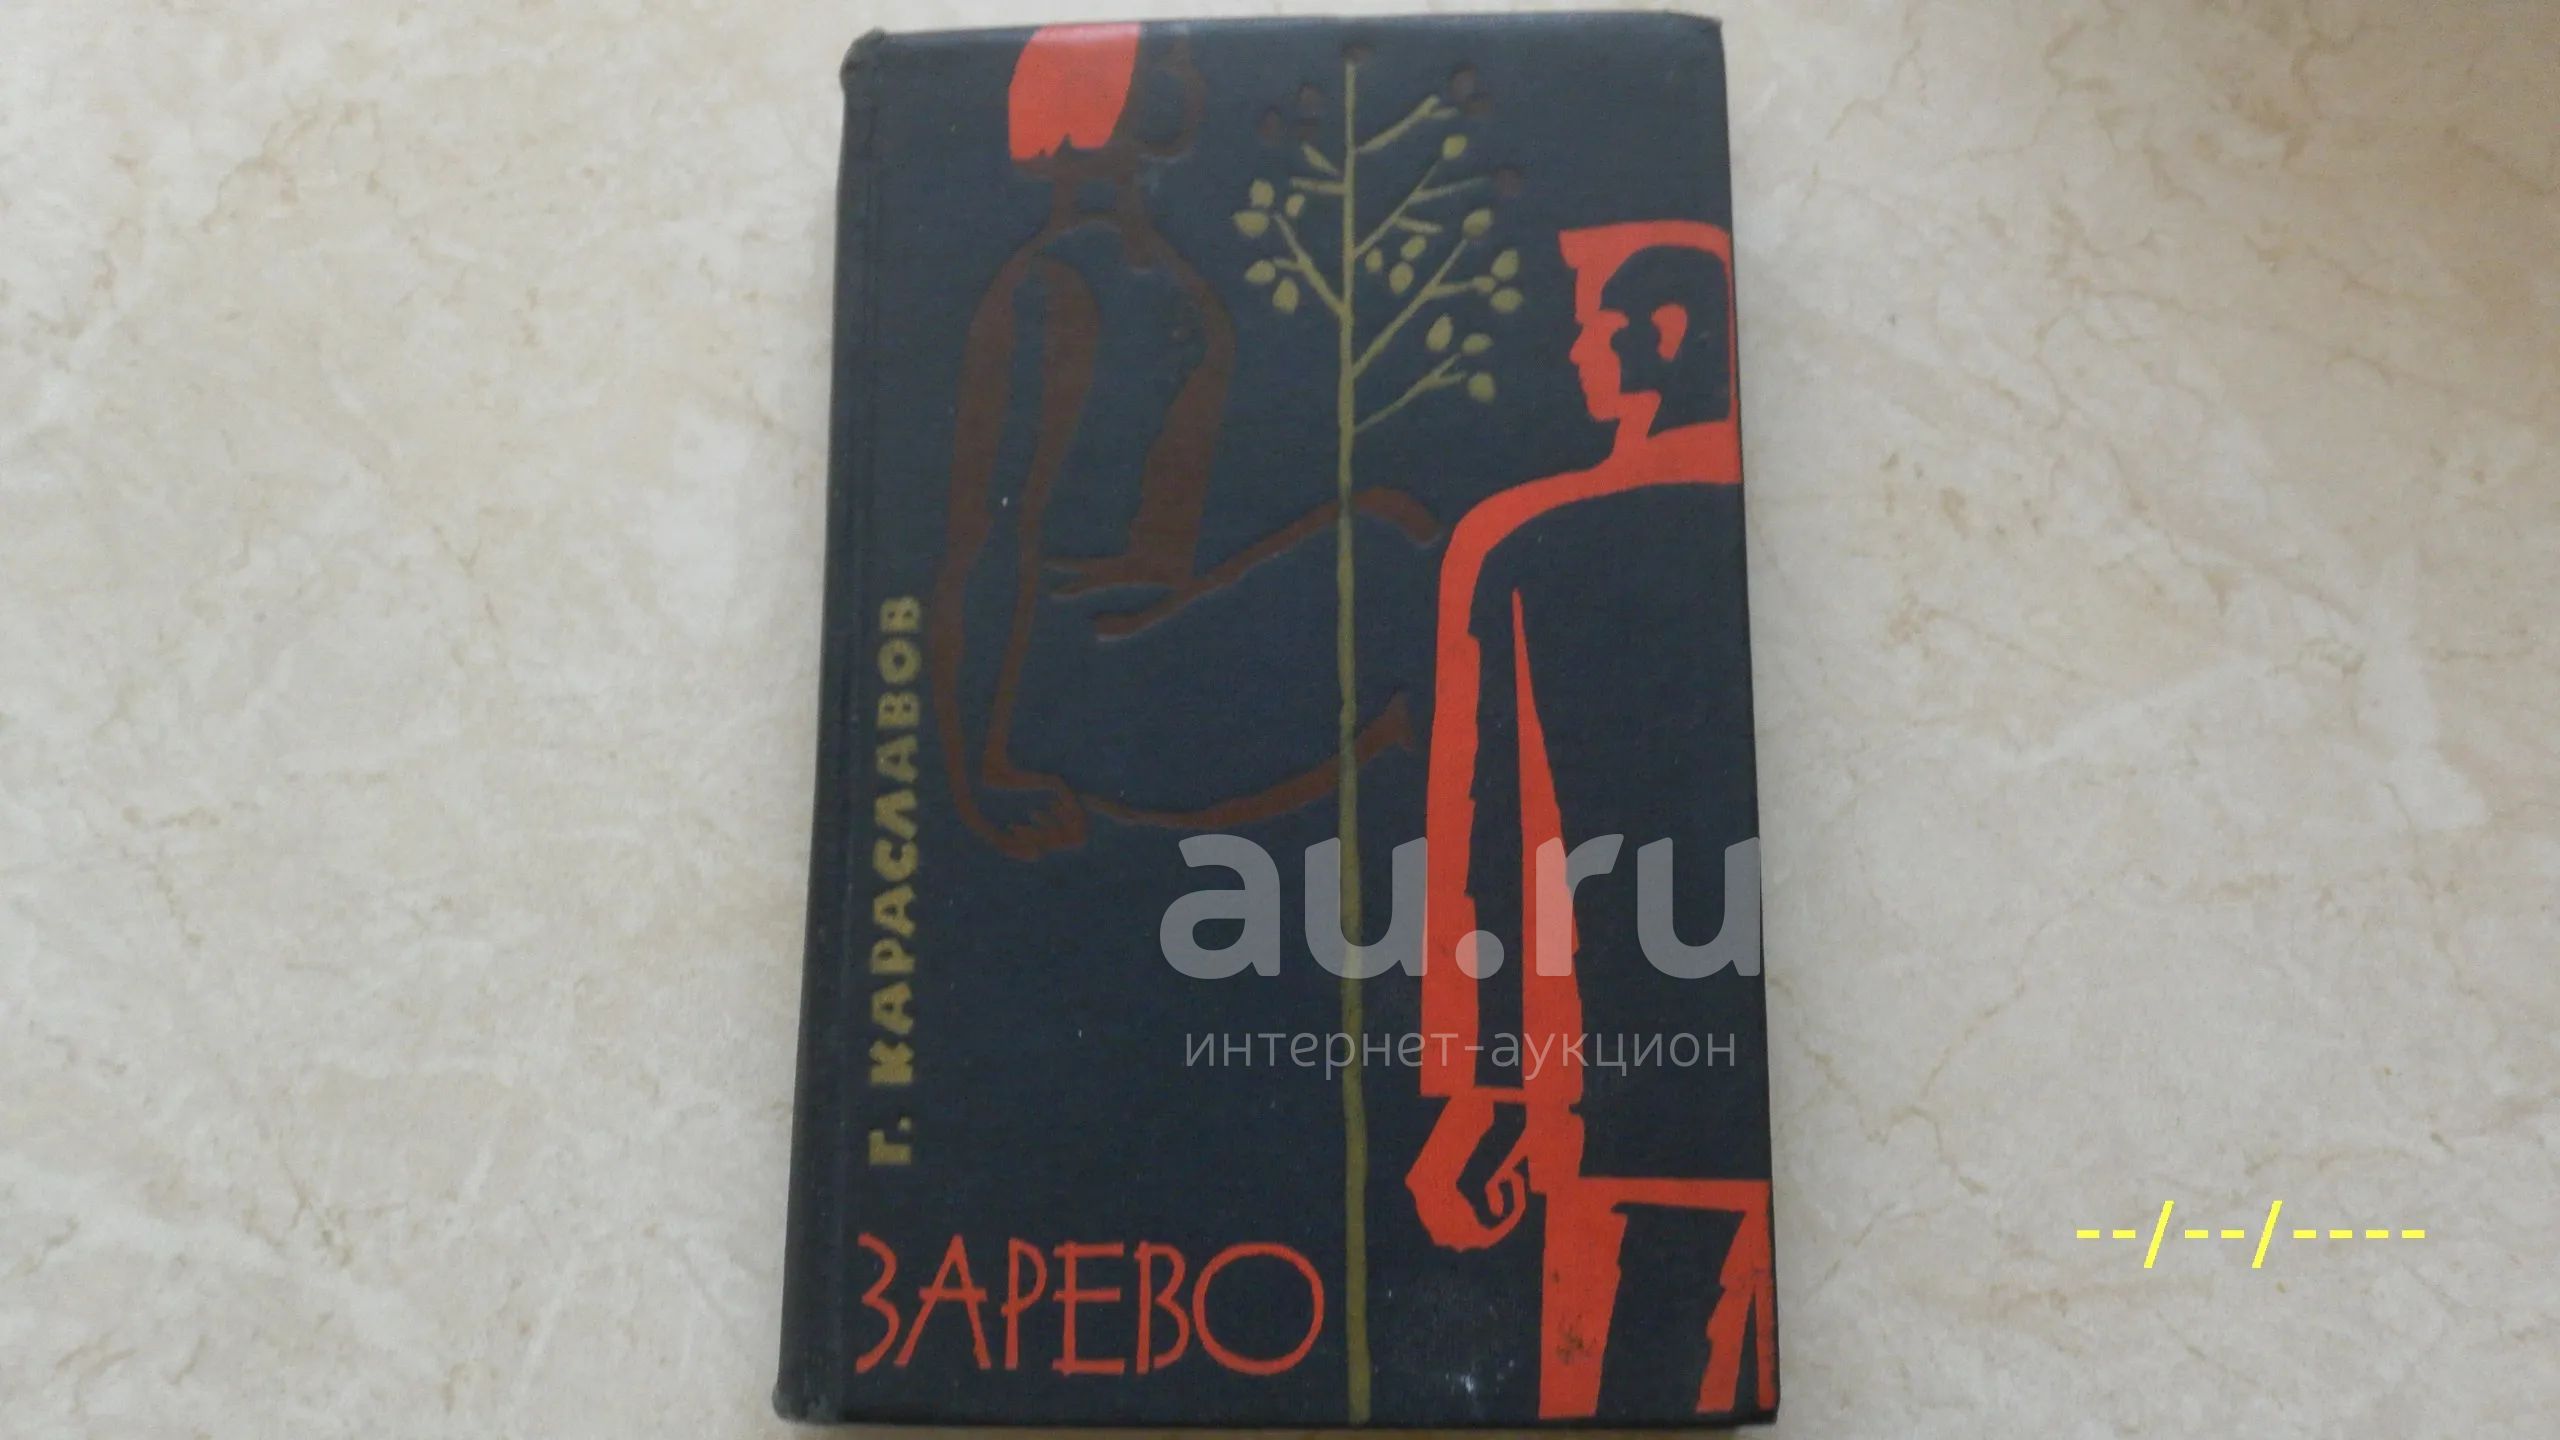 Г. КАРАСЛАВОВ
ЗАРЕВО
au.ru
интернет-аукцион
--/--/----